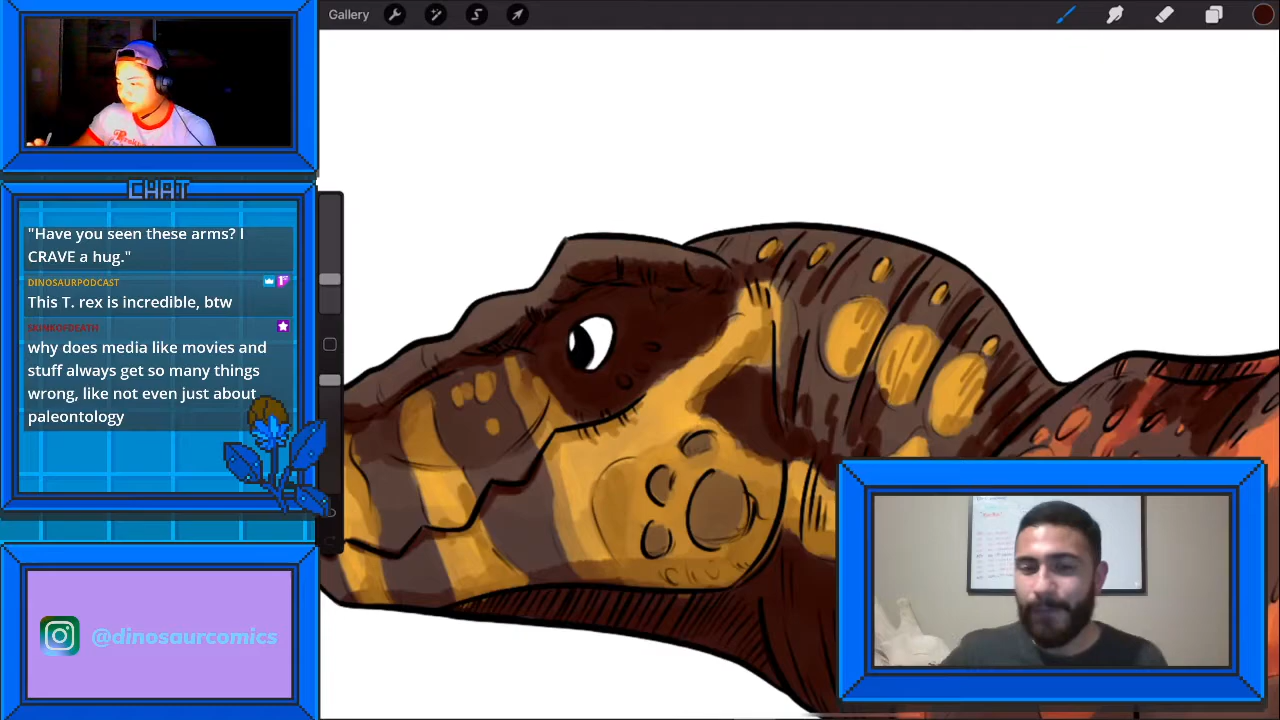 Gallery
CHAT
"Have you seen these arms? I
CRAVE a hug."
DINOSAURPODCAST
This T. rex is incredible, btw
why does media like movies and
stuff always get so many things
wrong, like not even just about
paleontology
@dinosaurcomics